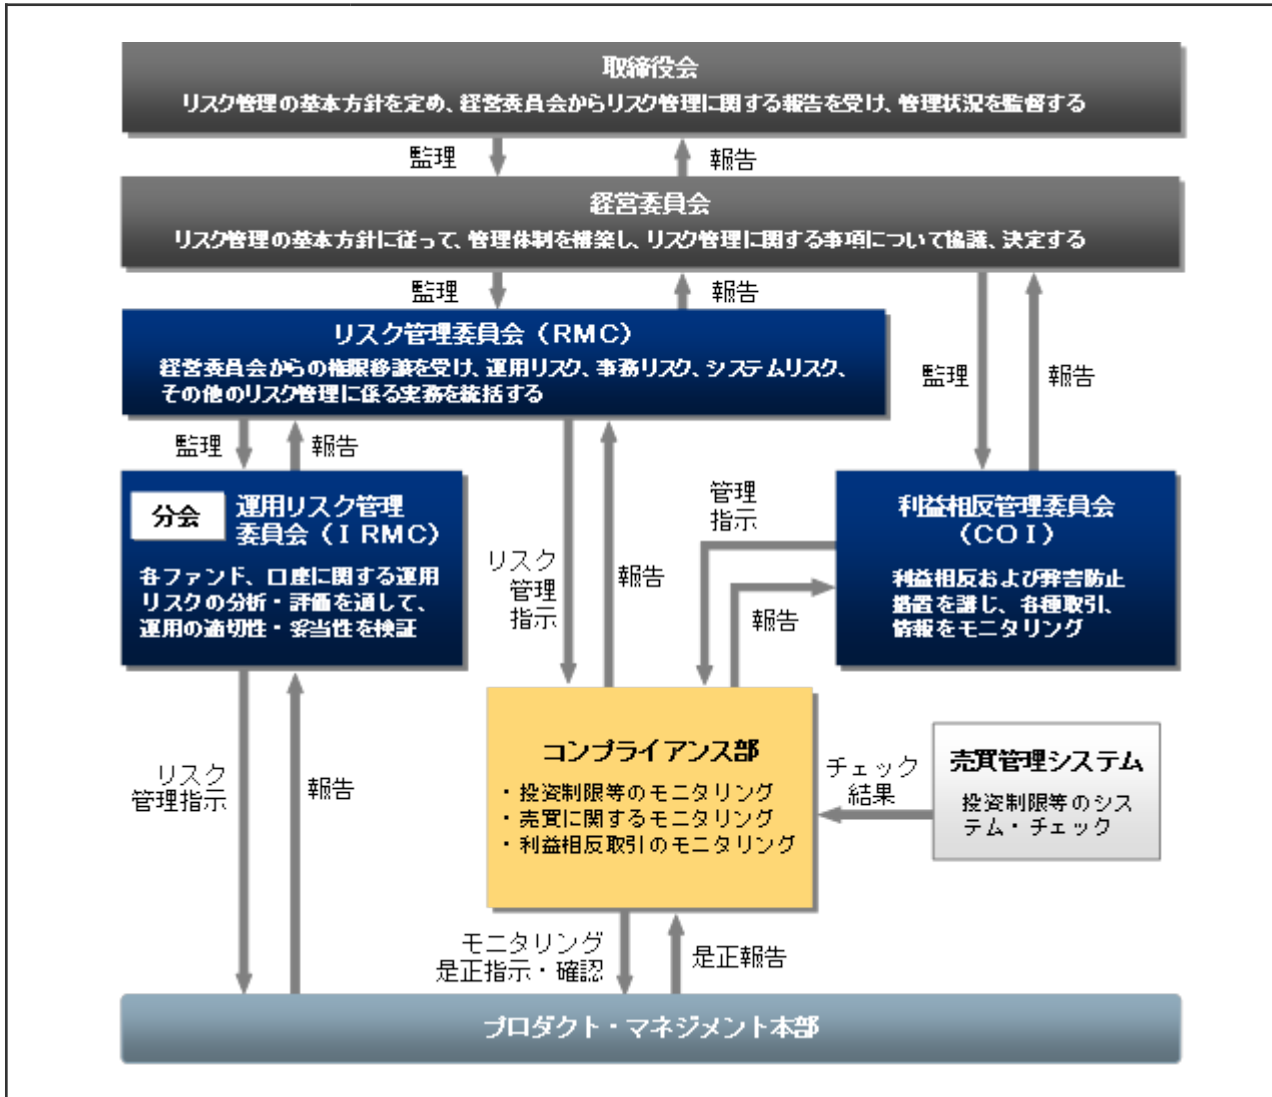 取締役会
リスク管理の基本方針を定め、経営委員会からリスク管理に関する報告を受け、管理状況を監督する
監理
報告
経営委員会
リスク管理の基本方針に従って、管理体制を構築し、リスク管理に関する事項について協議、決定する
監理
報告
監理
報告
リスク管理委員会（RMC）
経営委員会からの権限移譲を受け、運用リスク、事務リスク、システムリスク、
その他のリスク管理に係る実務を統括する
監理
報告
分会
運用リスク管理
委員会（ＩRMC）
各ファンド、口座に関する運用
リスクの分析・評価を通して、
運用の適切性・妥当性を検証
リスク
管理
指示
報告
管理
指示
報告
利益相反管理委員会
（COI）
利益相反および弊害防止
措置を講じ、各種取引、
情報をモニタリング
リスク
管理指示
報告
コンプライアンス部
・投資制限等のモニタリング
・売買に関するモニタリング
・利益相反取引のモニタリング
チェック
結果
売買管理システム
投資制限等のシス
テム・チェック
モニタリング
是正指示・確認
是正報告
プロダクト・マネジメント本部